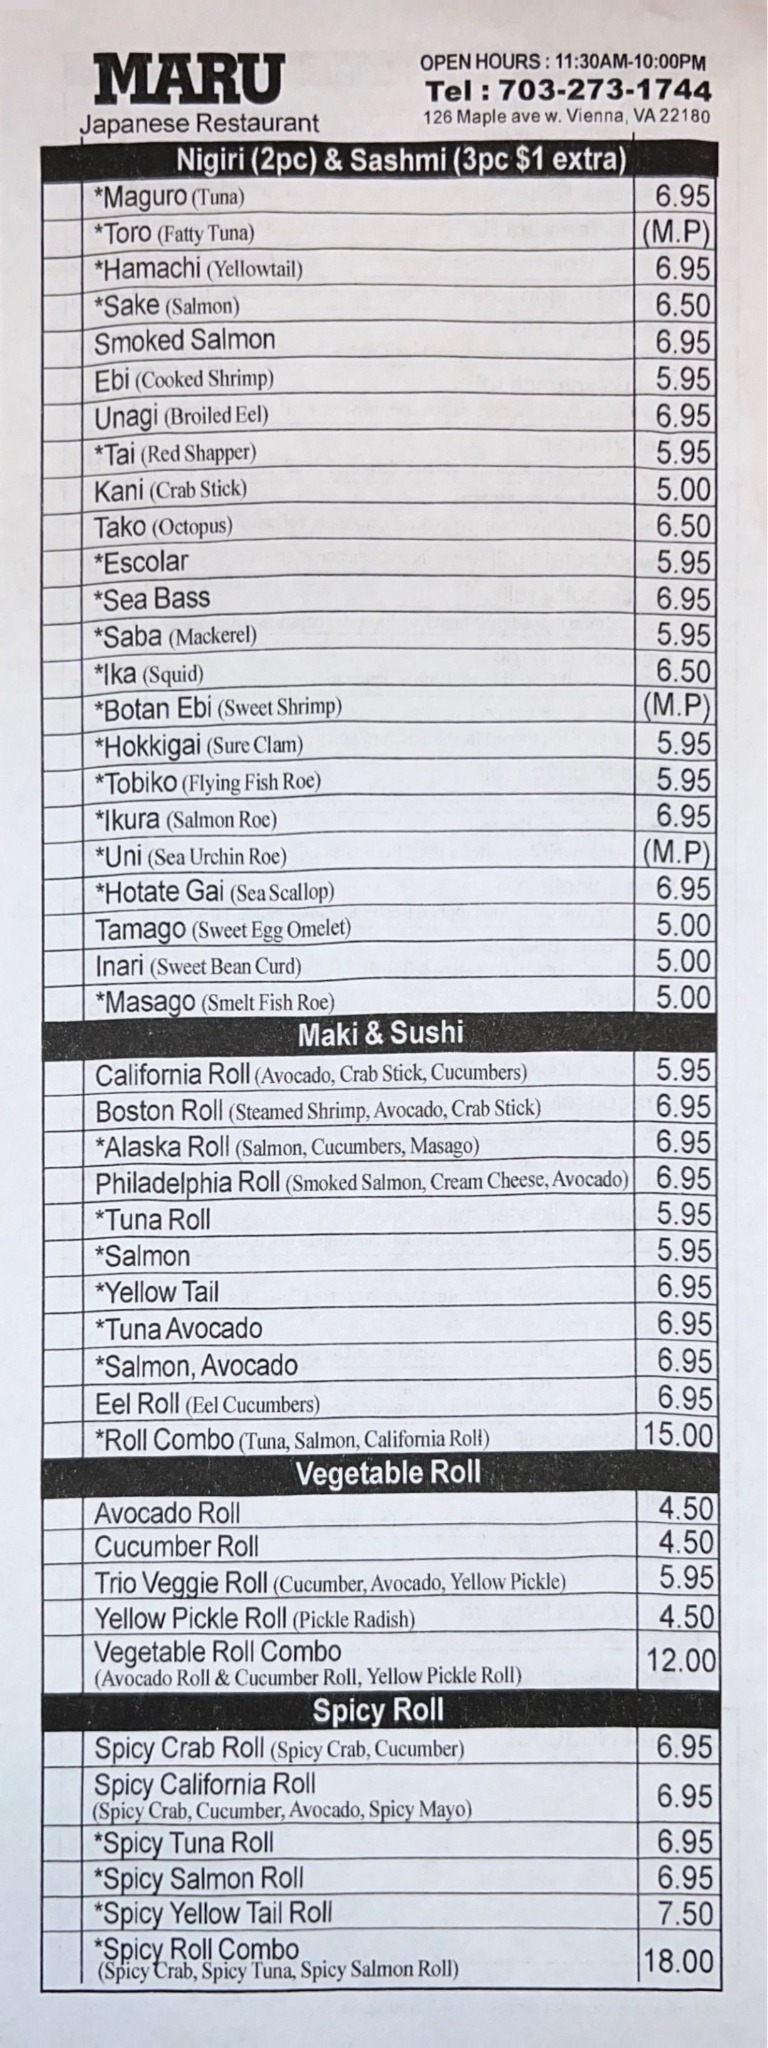 MARU
Japanese Restaurant
OPEN HOURS : 11:30AM-10:00PM
Tel : 703-273-1744
126 Maple ave w. Vienna, VA 22180
Nigiri (2pc) & Sashmi (3pc $1 extra)
*Maguro (Tuna) 6.95
*Toro (Fatty Tuna) (M.P)
*Hamachi (Yellowtail) 6.95
*Sake (Salmon) 6.50
Smoked Salmon 6.95
Ebi (Cooked Shrimp) 5.95
Unagi (Broiled Eel) 6.95
*Tai (Red Shapper) 5.95
Kani (Crab Stick) 5.00
Tako (Octopus) 6.50
*Escolar 5.95
*Sea Bass 6.95
*Saba (Mackerel) 5.95
*Ika (Squid) 6.50
*Botan Ebi (Sweet Shrimp) (M.P)
*Hokkigai (Sure Clam) 5.95
*Tobiko (Flying Fish Roe) 5.95
*Ikura (Salmon Roe) 6.95
*Uni (Sea Urchin Roe) (M.P)
*Hotate Gai (Sea Scallop) 6.95
Tamago (Sweet Egg Omelet) 5.00
Inari (Sweet Bean Curd) 5.00
*Masago (Smelt Fish Roe) 5.00
Maki & Sushi
California Roll (Avocado, Crab Stick, Cucumbers) 5.95
Boston Roll (Steamed Shrimp, Avocado, Crab Stick) 6.95
*Alaska Roll (Salmon, Cucumbers, Masago) 6.95
Philadelphia Roll (Smoked Salmon, Cream Cheese, Avocado) 6.95
*Tuna Roll 5.95
*Salmon 5.95
*Yellow Tail 6.95
*Tuna Avocado 6.95
*Salmon, Avocado 6.95
Eel Roll (Eel Cucumbers) 6.95
*Roll Combo (Tuna, Salmon, California Roll) 15.00
Vegetable Roll
Avocado Roll 4.50
Cucumber Roll 4.50
Trio Veggie Roll (Cucumber, Avocado, Yellow Pickle) 5.95
Yellow Pickle Roll (Pickle Radish) 4.50
Vegetable Roll Combo 12.00
(Avocado Roll & Cucumber Roll, Yellow Pickle Roll)
Spicy Roll
Spicy Crab Roll (Spicy Crab, Cucumber) 6.95
Spicy California Roll 6.95
(Spicy Crab, Cucumber, Avocado, Spicy Mayo)
*Spicy Tuna Roll 6.95
*Spicy Salmon Roll 6.95
*Spicy Yellow Tail Roll 7.50
*Spicy Roll Combo 18.00
(Spicy Crab, Spicy Tuna, Spicy Salmon Roll)